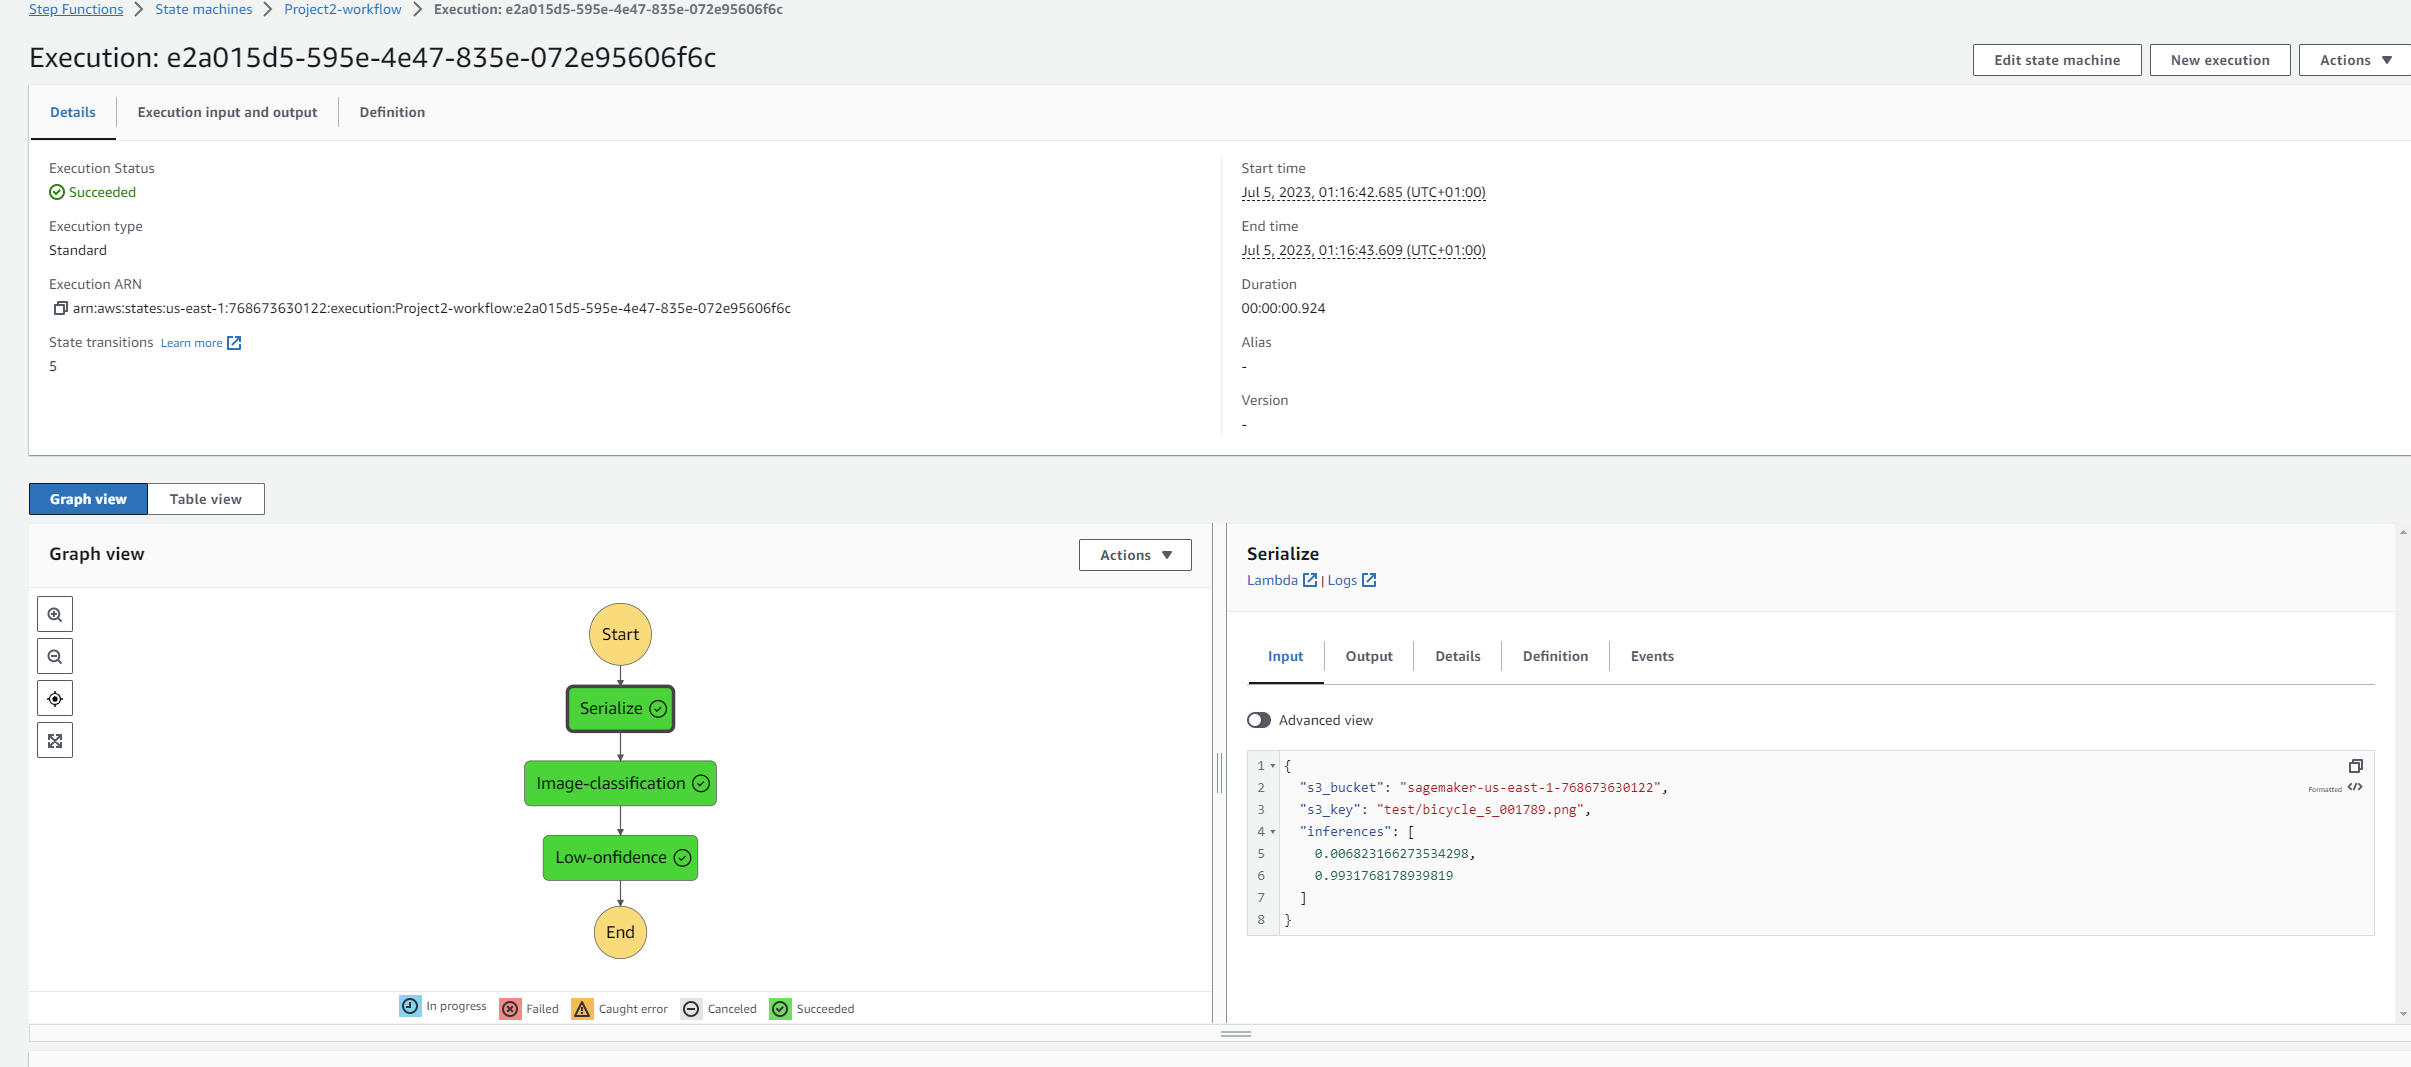 Step Functions > State machines > Project2-workflow > Execution: e2a015d5-595e-4e47-835e-072e95606f6c
Execution: e2a015d5-595e-4e47-835e-072e95606f6c
Edit state machine
New execution
Actions
Details
Execution input and output
Definition
Execution Status
Succeeded
Execution type
Standard
Execution ARN
arn:aws:states:us-east-1:768673630122:execution:Project2-workflow:e2a015d5-595e-4e47-835e-072e95606f6c
State transitions Learn more
5
Start time
Jul 5, 2023, 01:16:42.685 (UTC+01:00)
End time
Jul 5, 2023, 01:16:43.609 (UTC+01:00)
Duration
00:00:00.924
Alias
-
Version
-
Graph view
Table view
Graph view
Actions
Start
Serialize
Image-classification
Low-onfidence
End
In progress
Failed
Caught error
Canceled
Succeeded
Serialize
Lambda | Logs
Input
Output
Details
Definition
Events
Advanced view
Formatted
1 {
2 "s3_bucket": "sagemaker-us-east-1-768673630122",
3 "s3_key": "test/bicycle_s_001789.png",
4 "inferences": [
5 0.006823166273534298,
6 0.9931768178939819
7 ]
8 }